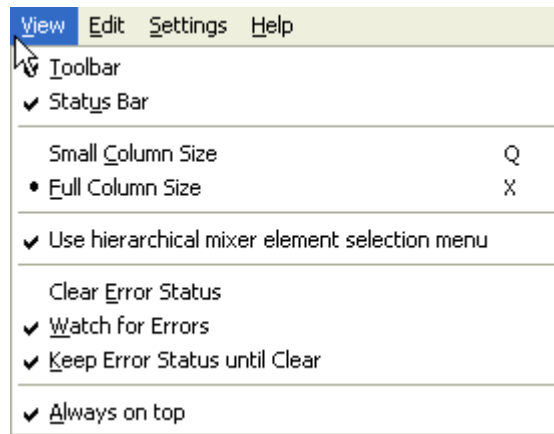 View Edit Settings Help
Toolbar
Status Bar
Small Column Size Q
Full Column Size X
Use hierarchical mixer element selection menu
Clear Error Status
Watch for Errors
Keep Error Status until Clear
Always on top